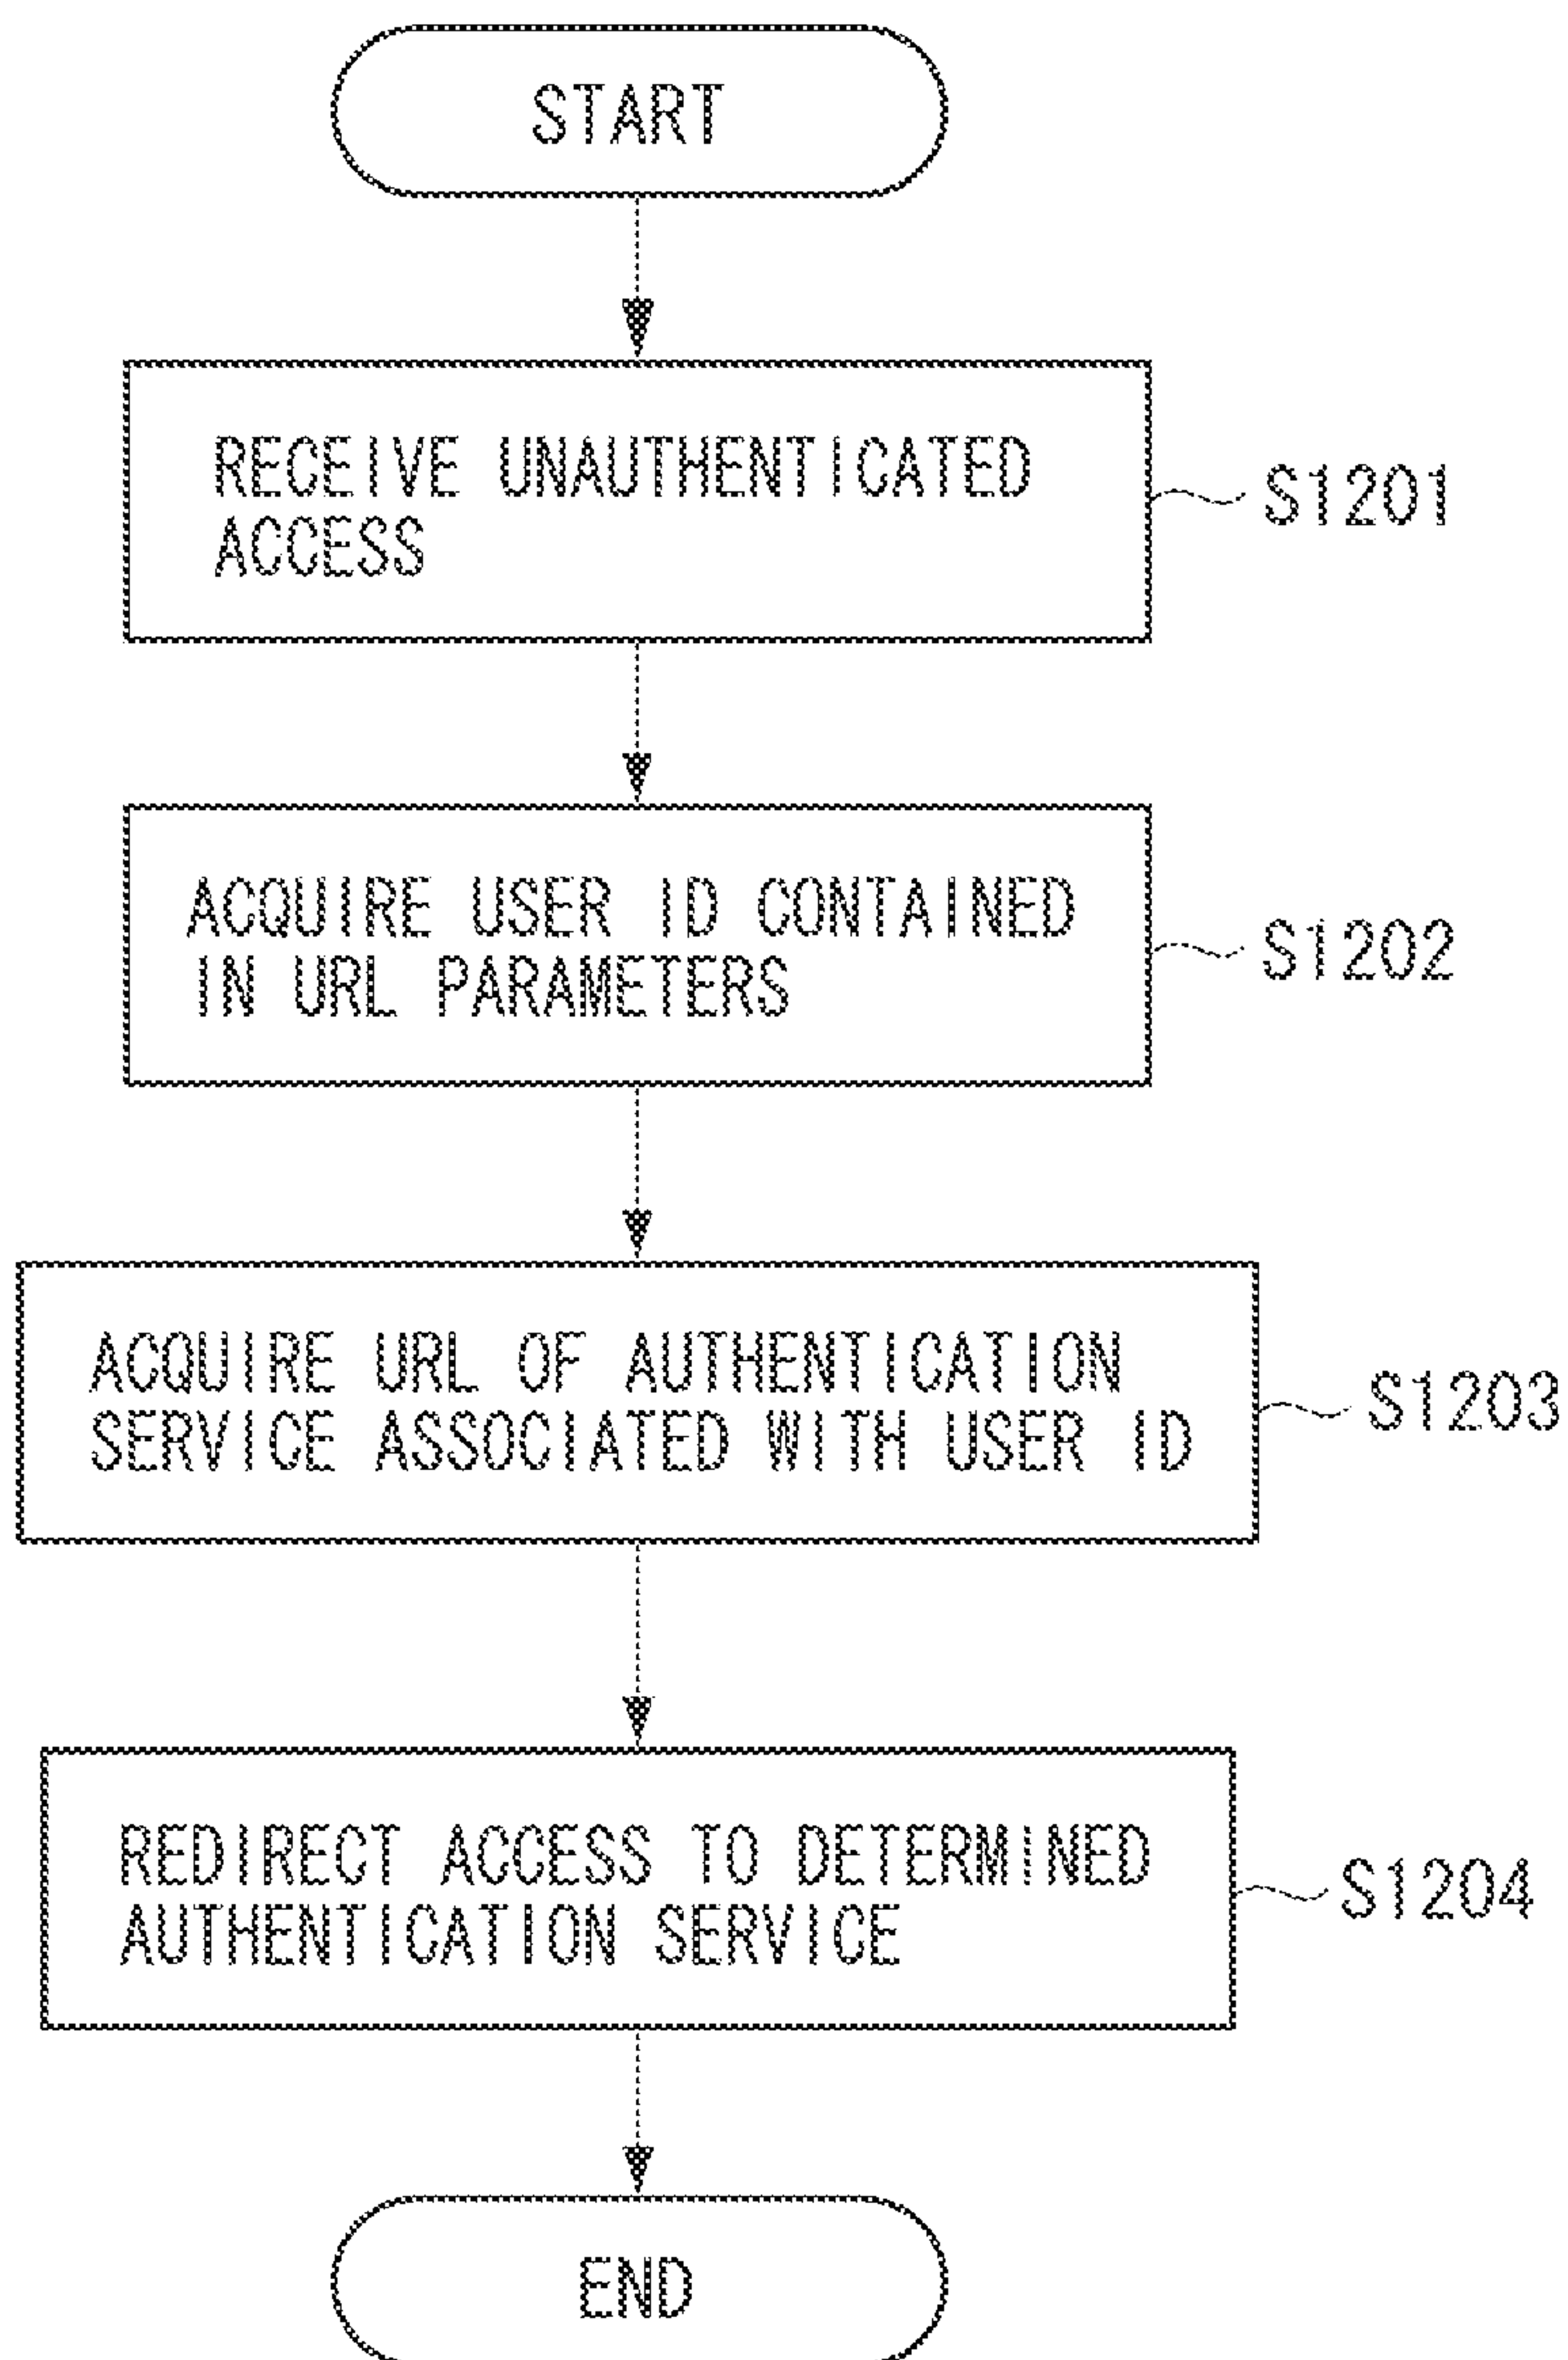 START
RECEIVE UNAUTHENTICATED
ACCESS
S1201
ACQUIRE USER ID CONTAINED
IN URL PARAMETERS
S1202
ACQUIRE URL OF AUTHENTICATION
SERVICE ASSOCIATED WITH USER ID
S1203
REDIRECT ACCESS TO DETERMINED
AUTHENTICATION SERVICE
S1204
END